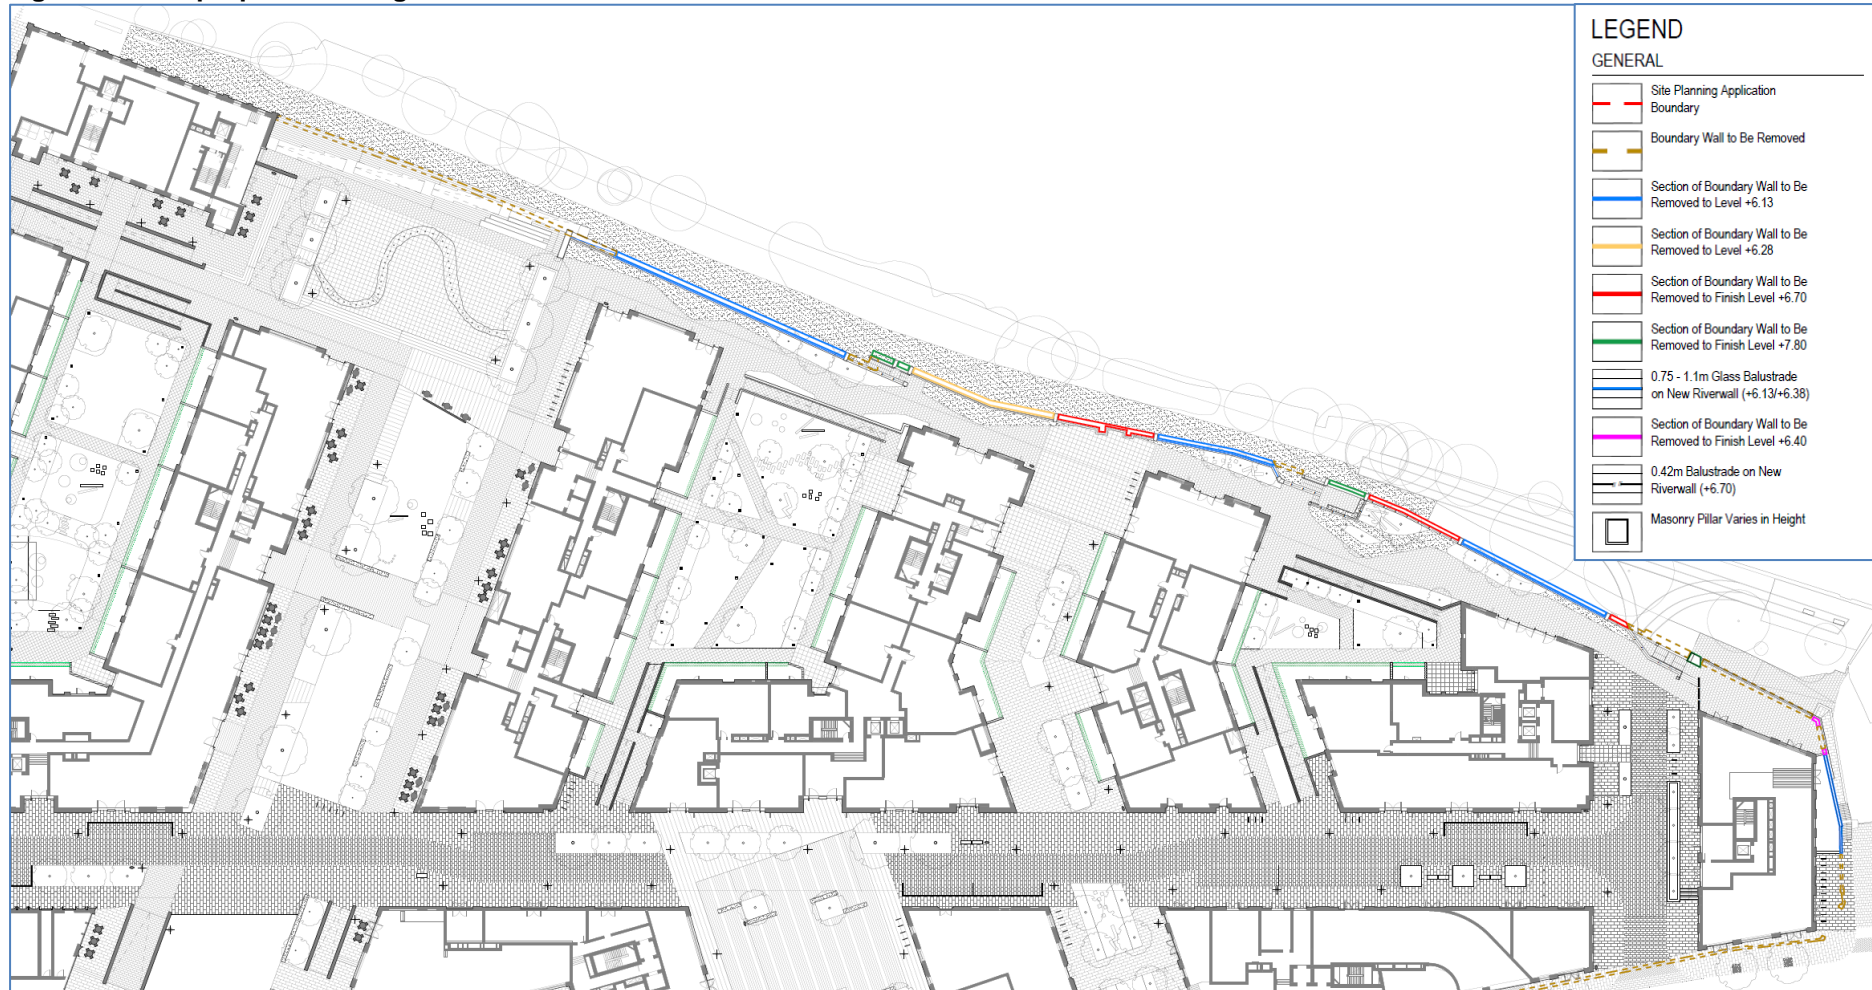 LEGEND
GENERAL
Site Planning Application
Boundary
Boundary Wall to Be Removed
Section of Boundary Wall to Be
Removed to Level +6.13
Section of Boundary Wall to Be
Removed to Level +6.28
Section of Boundary Wall to Be
Removed to Finish Level +6.70
Section of Boundary Wall to Be
Removed to Finish Level +7.80
0.75 - 1.1m Glass Balustrade
on New Riverwall (+6.13/+6.38)
Section of Boundary Wall to Be
Removed to Finish Level +6.40
0.42m Balustrade on New
Riverwall (+6.70)
Masonry Pillar Varies in Height